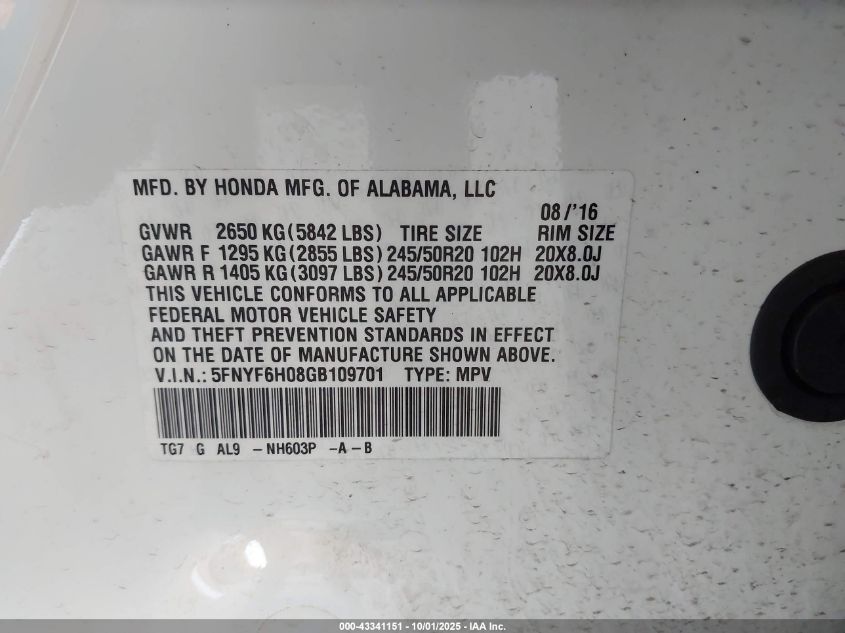 MFD. BY HONDA MFG. OF ALABAMA, LLC
08/'16
GVWR 2650 KG(5842 LBS) TIRE SIZE RIM SIZE
GAWR F 1295 KG(2855 LBS) 245/50R20 102H 20X8.0J
GAWR R 1405 KG(3097 LBS) 245/50R20 102H 20X8.0J
THIS VEHICLE CONFORMS TO ALL APPLICABLE
FEDERAL MOTOR VEHICLE SAFETY
AND THEFT PREVENTION STANDARDS IN EFFECT
ON THE DATE OF MANUFACTURE SHOWN ABOVE.
V.I.N.: 5FNYF6H08GB109701 TYPE: MPV
TG7 G AL9 -NH603P -A-B
000-43341151 - 10/01/2025 - IAA Inc.